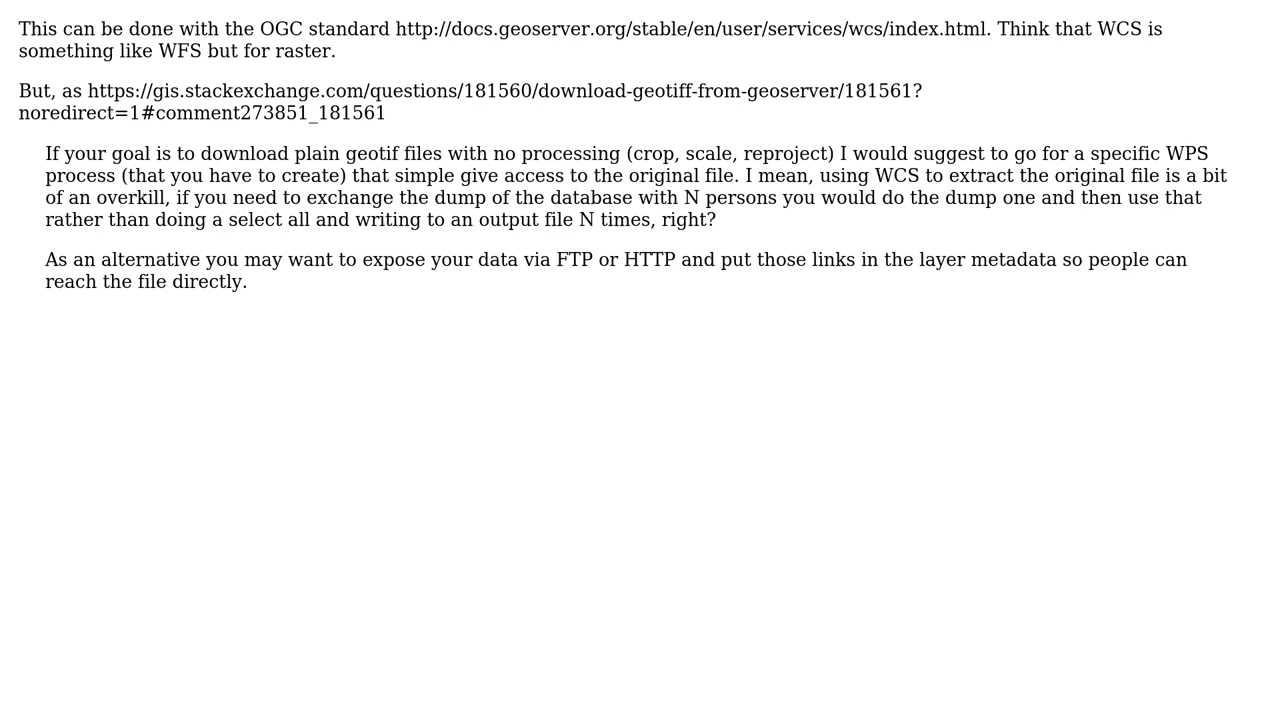 This can be done with the OGC standard http://docs.geoserver.org/stable/en/user/services/wcs/index.html. Think that WCS is
something like WFS but for raster.
But, as https://gis.stackexchange.com/questions/181560/download-geotiff-from-geoserver/181561?
noredirect=1#comment273851_181561
If your goal is to download plain geotif files with no processing (crop, scale, reproject) I would suggest to go for a specific WPS
process (that you have to create) that simple give access to the original file. I mean, using WCS to extract the original file is a bit
of an overkill, if you need to exchange the dump of the database with N persons you would do the dump one and then use that
rather than doing a select all and writing to an output file N times, right?
As an alternative you may want to expose your data via FTP or HTTP and put those links in the layer metadata so people can
reach the file directly.